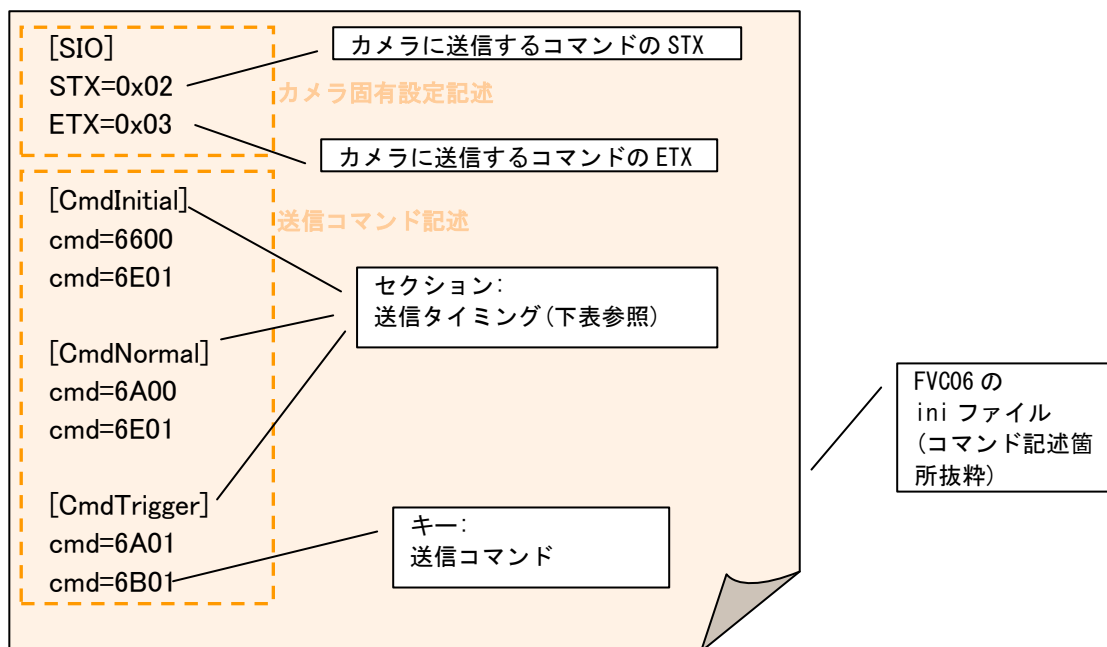 [SIO]
STX=0x02
ETX=0x03
カメラに送信するコマンドの STX
カメラ固有設定記述
カメラに送信するコマンドの ETX
[CmdInitial]
cmd=6600
cmd=6E01
送信コマンド記述
セクション:
送信タイミング(下表参照)
[CmdNormal]
cmd=6A00
cmd=6E01
[CmdTrigger]
cmd=6A01
cmd=6B01
キー:
送信コマンド
FVC06 の
ini ファイル
(コマンド記述箇
所抜粋)